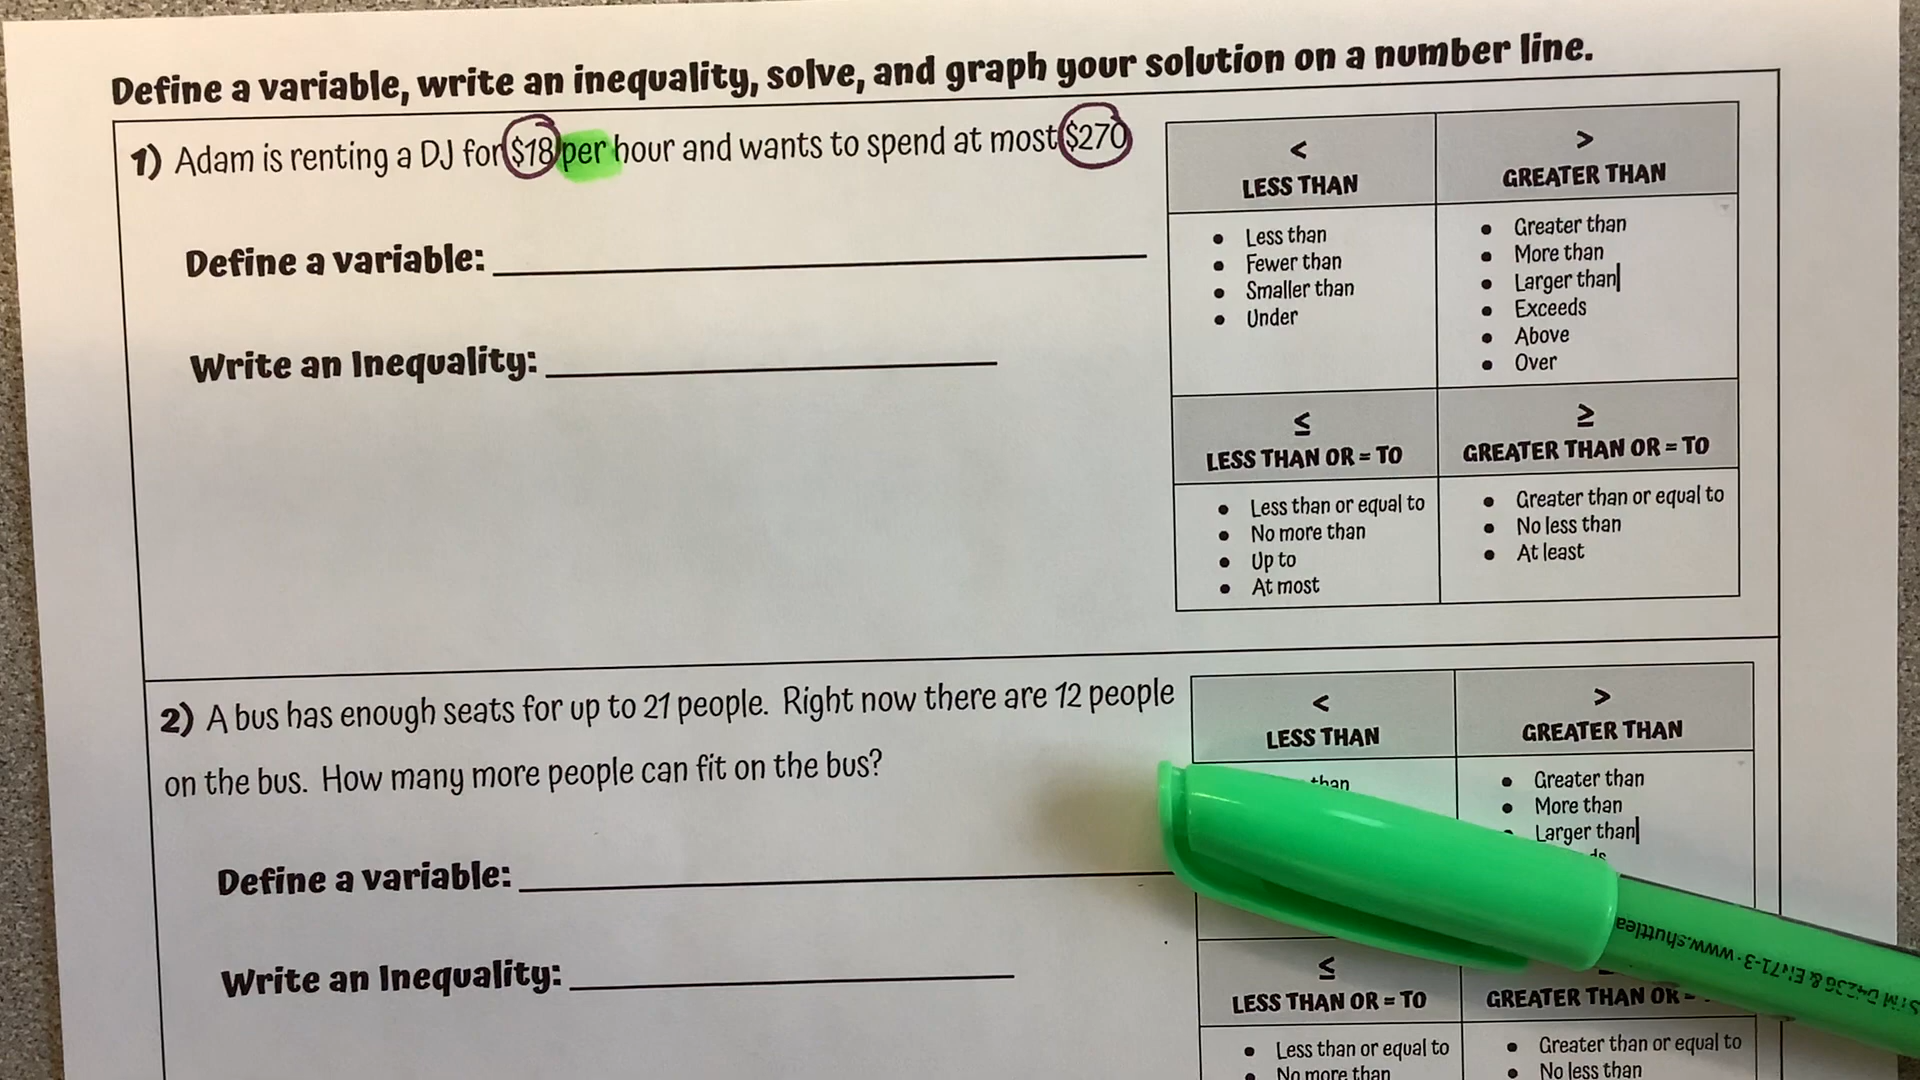 Define a variable, write an inequality, solve, and graph your solution on a number line.
1) Adam is renting a DJ for $18 per hour and wants to spend at most $270
Define a variable:
Write an Inequality:
<
LESS THAN
>
GREATER THAN
• Less than
• Fewer than
• Smaller than
• Under
• Greater than
• More than
• Larger than
• Exceeds
• Above
• Over
≤
LESS THAN OR = TO
≥
GREATER THAN OR = TO
• Less than or equal to
• No more than
• Up to
• At most
• Greater than or equal to
• No less than
• At least
2) A bus has enough seats for up to 21 people. Right now there are 12 people
on the bus. How many more people can fit on the bus?
Define a variable:
Write an Inequality:
<
LESS THAN
>
GREATER THAN
than
• Greater than
• More than
Larger than
≤
LESS THAN OR = TO
GREATER THAN OR =
• Less than or equal to
• No more than
• Greater than or equal to
• No less than
& EN71-3 · www.shuttlea